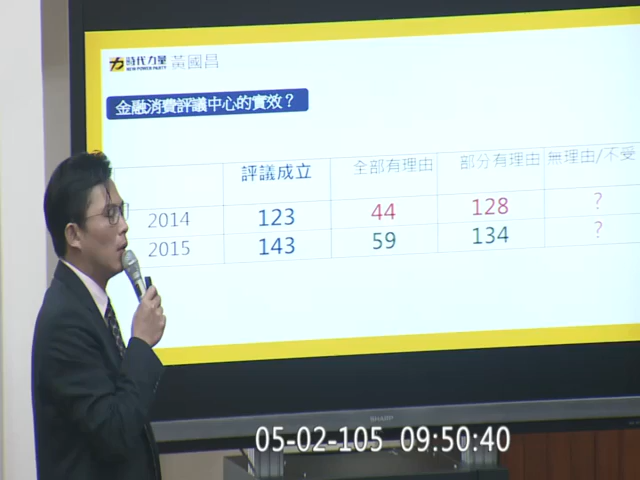 力 時代力量 黃國昌
NEW POWER PARTY
金融消費評議中心的實效？
評議成立 全部有理由 部分有理由 無理由/不受
2014 123 44 128 ?
2015 143 59 134 ?
SHARP
05-02-105 09:50:40